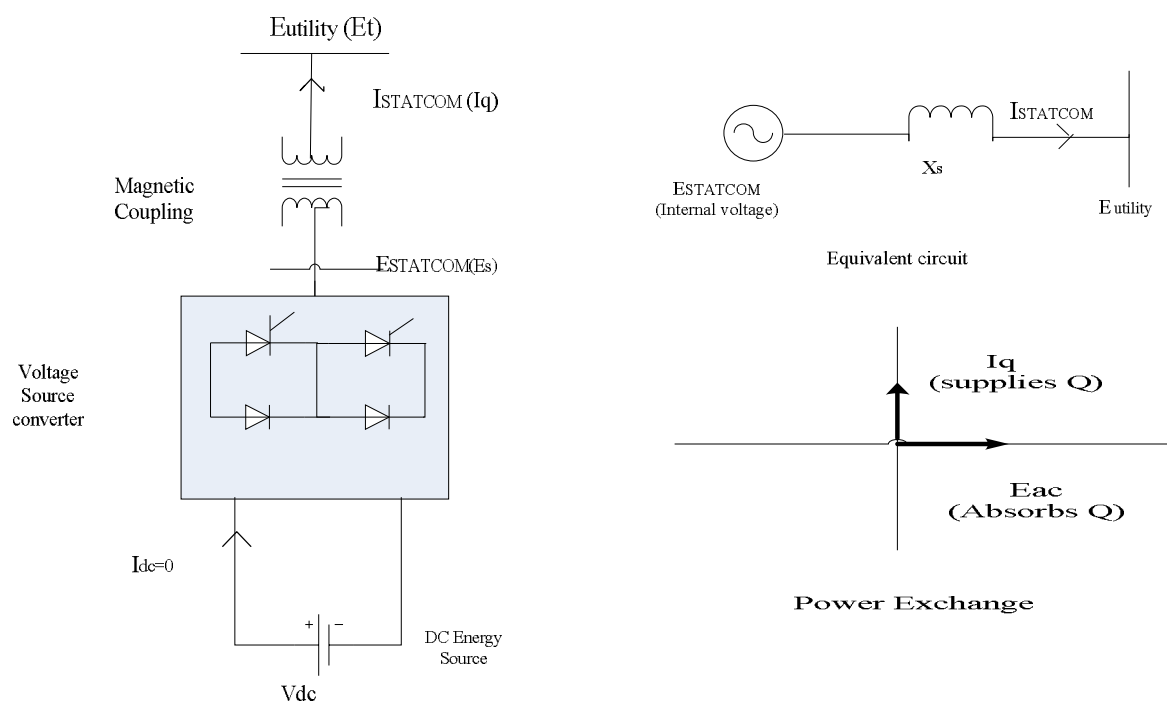 Eutility (Et)
ISTATCOM (Iq)
Magnetic
Coupling
ESTATCOM(Es)
Voltage
Source
converter
Idc=0
+ −
DC Energy
Source
Vdc
ISTATCOM
Xs
ESTATCOM
(Internal voltage)
E utility
Equivalent circuit
Iq
(supplies Q)
Eac
(Absorbs Q)
Power Exchange